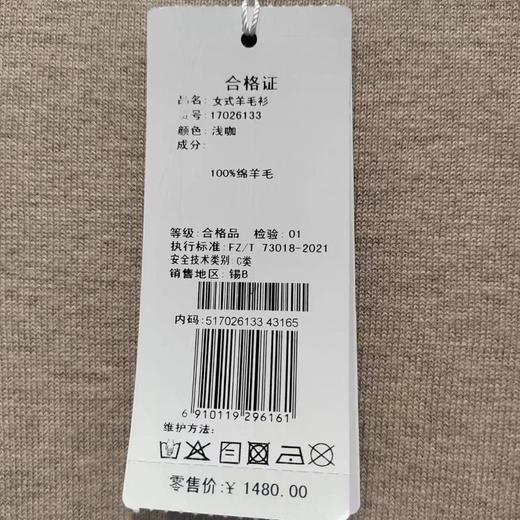 合格证
品名: 女式羊毛衫
货号: 17026133
颜色: 浅咖
成分:
100%绵羊毛
等级: 合格品 检验: 01
执行标准: FZ/T 73018-2021
安全技术类别: C类
销售地区: 锡B
内码: 517026133 43165
6 910119 296161
维护方法:
零售价: ¥ 1480.00